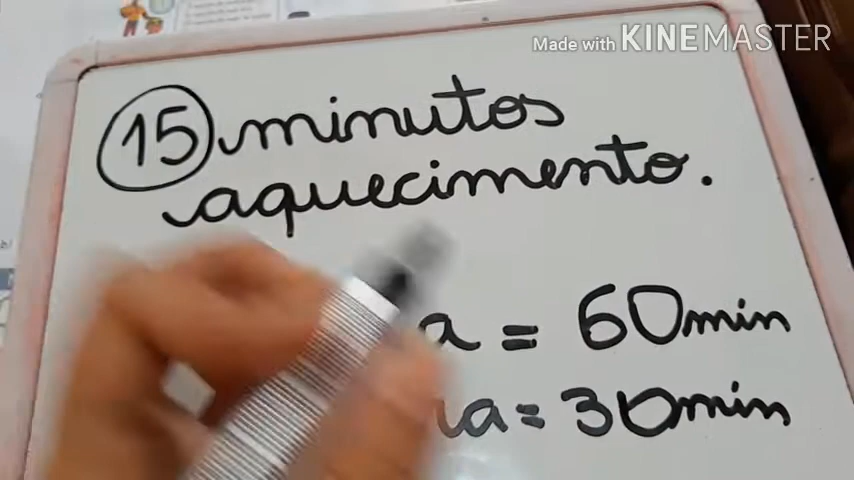 Made with KINEMASTER
15 minutos
aquecimento.
= 60min
= 30min